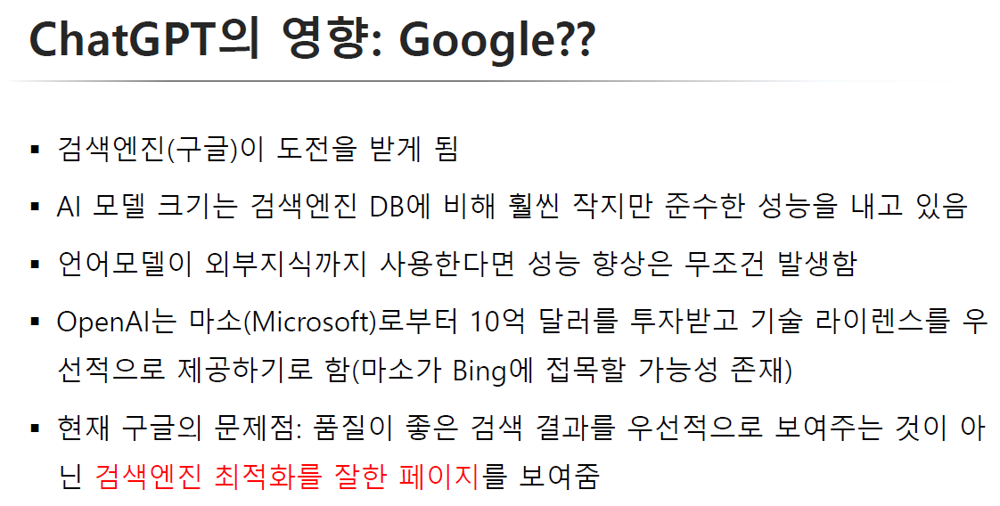 ChatGPT의 영향: Google??
▪ 검색엔진(구글)이 도전을 받게 됨
▪ AI 모델 크기는 검색엔진 DB에 비해 훨씬 작지만 준수한 성능을 내고 있음
▪ 언어모델이 외부지식까지 사용한다면 성능 향상은 무조건 발생함
▪ OpenAI는 마소(Microsoft)로부터 10억 달러를 투자받고 기술 라이렌스를 우
선적으로 제공하기로 함(마소가 Bing에 접목할 가능성 존재)
▪ 현재 구글의 문제점: 품질이 좋은 검색 결과를 우선적으로 보여주는 것이 아
닌 검색엔진 최적화를 잘한 페이지를 보여줌